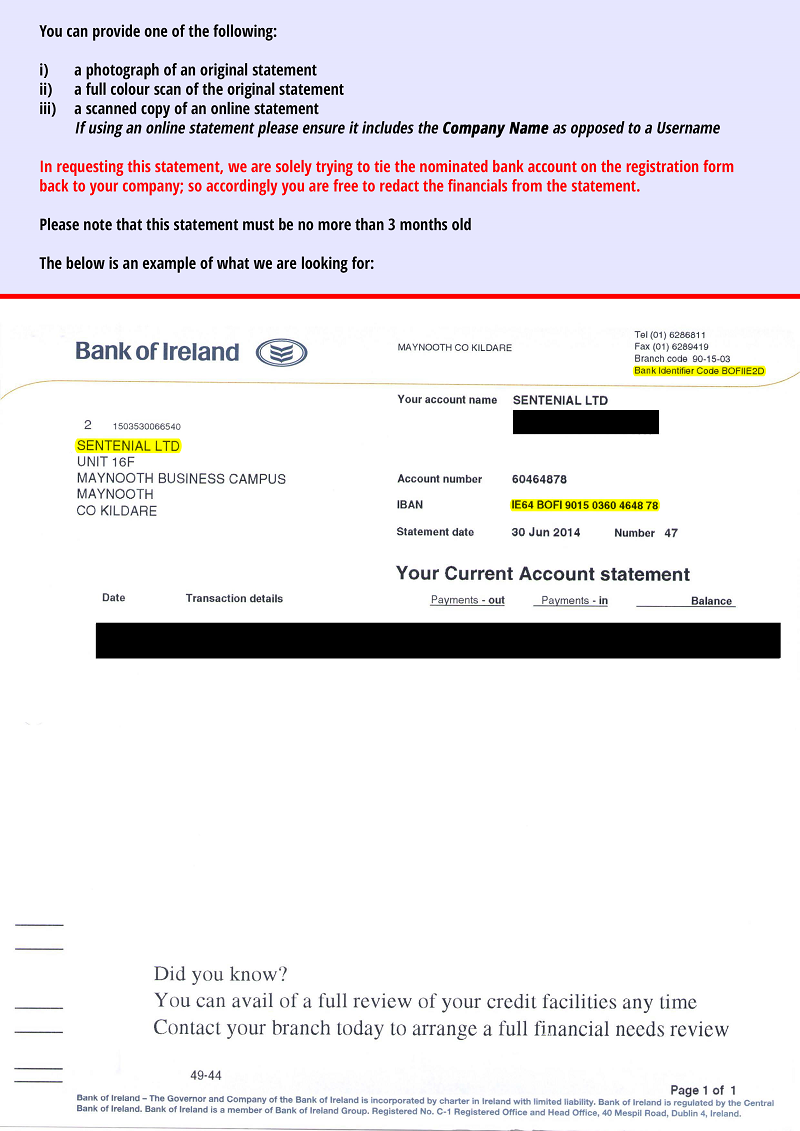 You can provide one of the following:
i) a photograph of an original statement
ii) a full colour scan of the original statement
iii) a scanned copy of an online statement
If using an online statement please ensure it includes the Company Name as opposed to a Username
In requesting this statement, we are solely trying to tie the nominated bank account on the registration form
back to your company; so accordingly you are free to redact the financials from the statement.
Please note that this statement must be no more than 3 months old
The below is an example of what we are looking for:
Bank of Ireland
MAYNOOTH CO KILDARE
Tel (01) 6286811
Fax (01) 6289419
Branch code 90-15-03
Bank Identifier Code BOFIIE2D
Your account name SENTENIAL LTD
2 1503530066540
SENTENIAL LTD
UNIT 16F
MAYNOOTH BUSINESS CAMPUS
MAYNOOTH
CO KILDARE
Account number 60464878
IBAN IE64 BOFI 9015 0360 4648 78
Statement date 30 Jun 2014 Number 47
Your Current Account statement
Date Transaction details Payments - out Payments - in Balance
Did you know?
You can avail of a full review of your credit facilities any time
Contact your branch today to arrange a full financial needs review
49-44
Page 1 of 1
Bank of Ireland – The Governor and Company of the Bank of Ireland is incorporated by charter in Ireland with limited liability. Bank of Ireland is regulated by the Central
Bank of Ireland. Bank of Ireland is a member of Bank of Ireland Group. Registered No. C-1 Registered Office and Head Office, 40 Mespil Road, Dublin 4, Ireland.